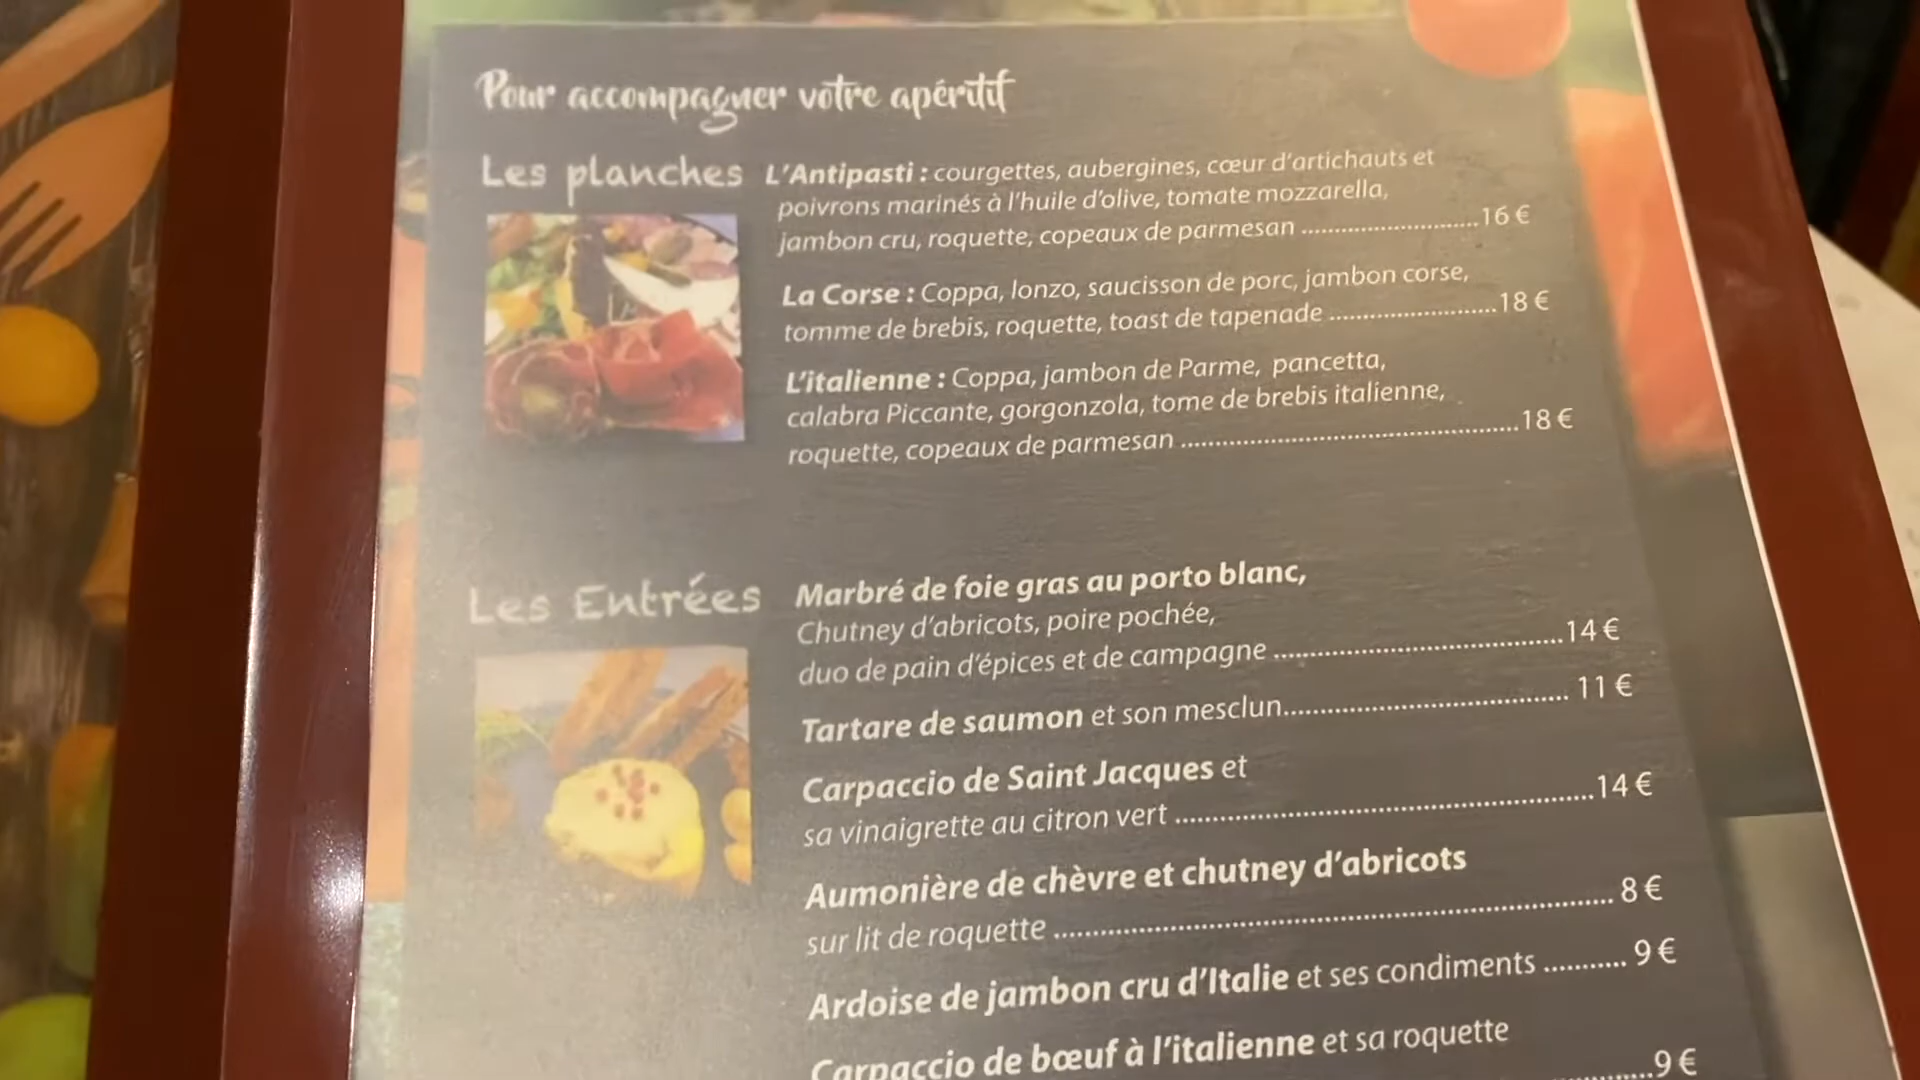 Pour accompagner votre apéritif
Les planches
L'Antipasti : courgettes, aubergines, cœur d'artichauts et
poivrons marinés à l'huile d'olive, tomate mozzarella,
jambon cru, roquette, copeaux de parmesan ..........................16 €
La Corse : Coppa, lonzo, saucisson de porc, jambon corse,
tomme de brebis, roquette, toast de tapenade .........................18 €
L'italienne : Coppa, jambon de Parme, pancetta,
calabra Piccante, gorgonzola, tome de brebis italienne,
roquette, copeaux de parmesan ..................................................18 €
Les Entrées
Marbré de foie gras au porto blanc,
Chutney d'abricots, poire pochée,
duo de pain d'épices et de campagne ..........................................14 €
Tartare de saumon et son mesclun.......................................... 11 €
Carpaccio de Saint Jacques et
sa vinaigrette au citron vert ..............................................................14 €
Aumonière de chèvre et chutney d'abricots
sur lit de roquette .................................................................................. 8 €
Ardoise de jambon cru d'Italie et ses condiments ............ 9 €
Carpaccio de bœuf à l'italienne et sa roquette
......9 €